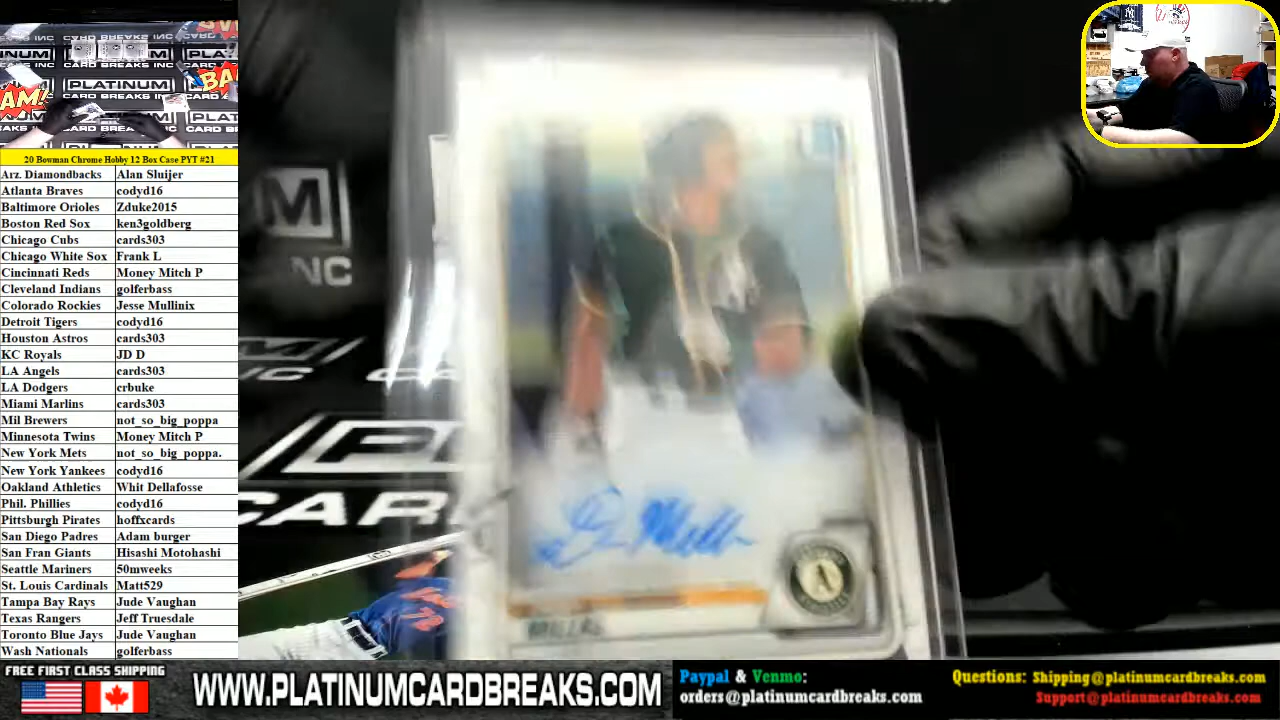 20 Bowman Chrome Hobby 12 Box Case PYT #21
Arz. Diamondbacks Alan Sluijer
Atlanta Braves codyd16
Baltimore Orioles Zduke2015
Boston Red Sox ken3goldberg
Chicago Cubs cards303
Chicago White Sox Frank L
Cincinnati Reds Money Mitch P
Cleveland Indians golferbass
Colorado Rockies Jesse Mullinix
Detroit Tigers codyd16
Houston Astros cards303
KC Royals JD D
LA Angels cards303
LA Dodgers crbuke
Miami Marlins cards303
Mil Brewers not_so_big_poppa
Minnesota Twins Money Mitch P
New York Mets not_so_big_poppa.
New York Yankees codyd16
Oakland Athletics Whit Dellafosse
Phil. Phillies codyd16
Pittsburgh Pirates hoffxcards
San Diego Padres Adam burger
San Fran Giants Hisashi Motohashi
Seattle Mariners 50mweeks
St. Louis Cardinals Matt529
Tampa Bay Rays Jude Vaughan
Texas Rangers Jeff Truesdale
Toronto Blue Jays Jude Vaughan
Wash Nationals golferbass
PLATINUM
CARD BREAKS INC
FREE FIRST CLASS SHIPPING
WWW.PLATINUMCARDBREAKS.COM
Paypal & Venmo:
orders@platinumcardbreaks.com
Questions: Shipping@platinumcardbreaks.com
Support@platinumcardbreaks.com